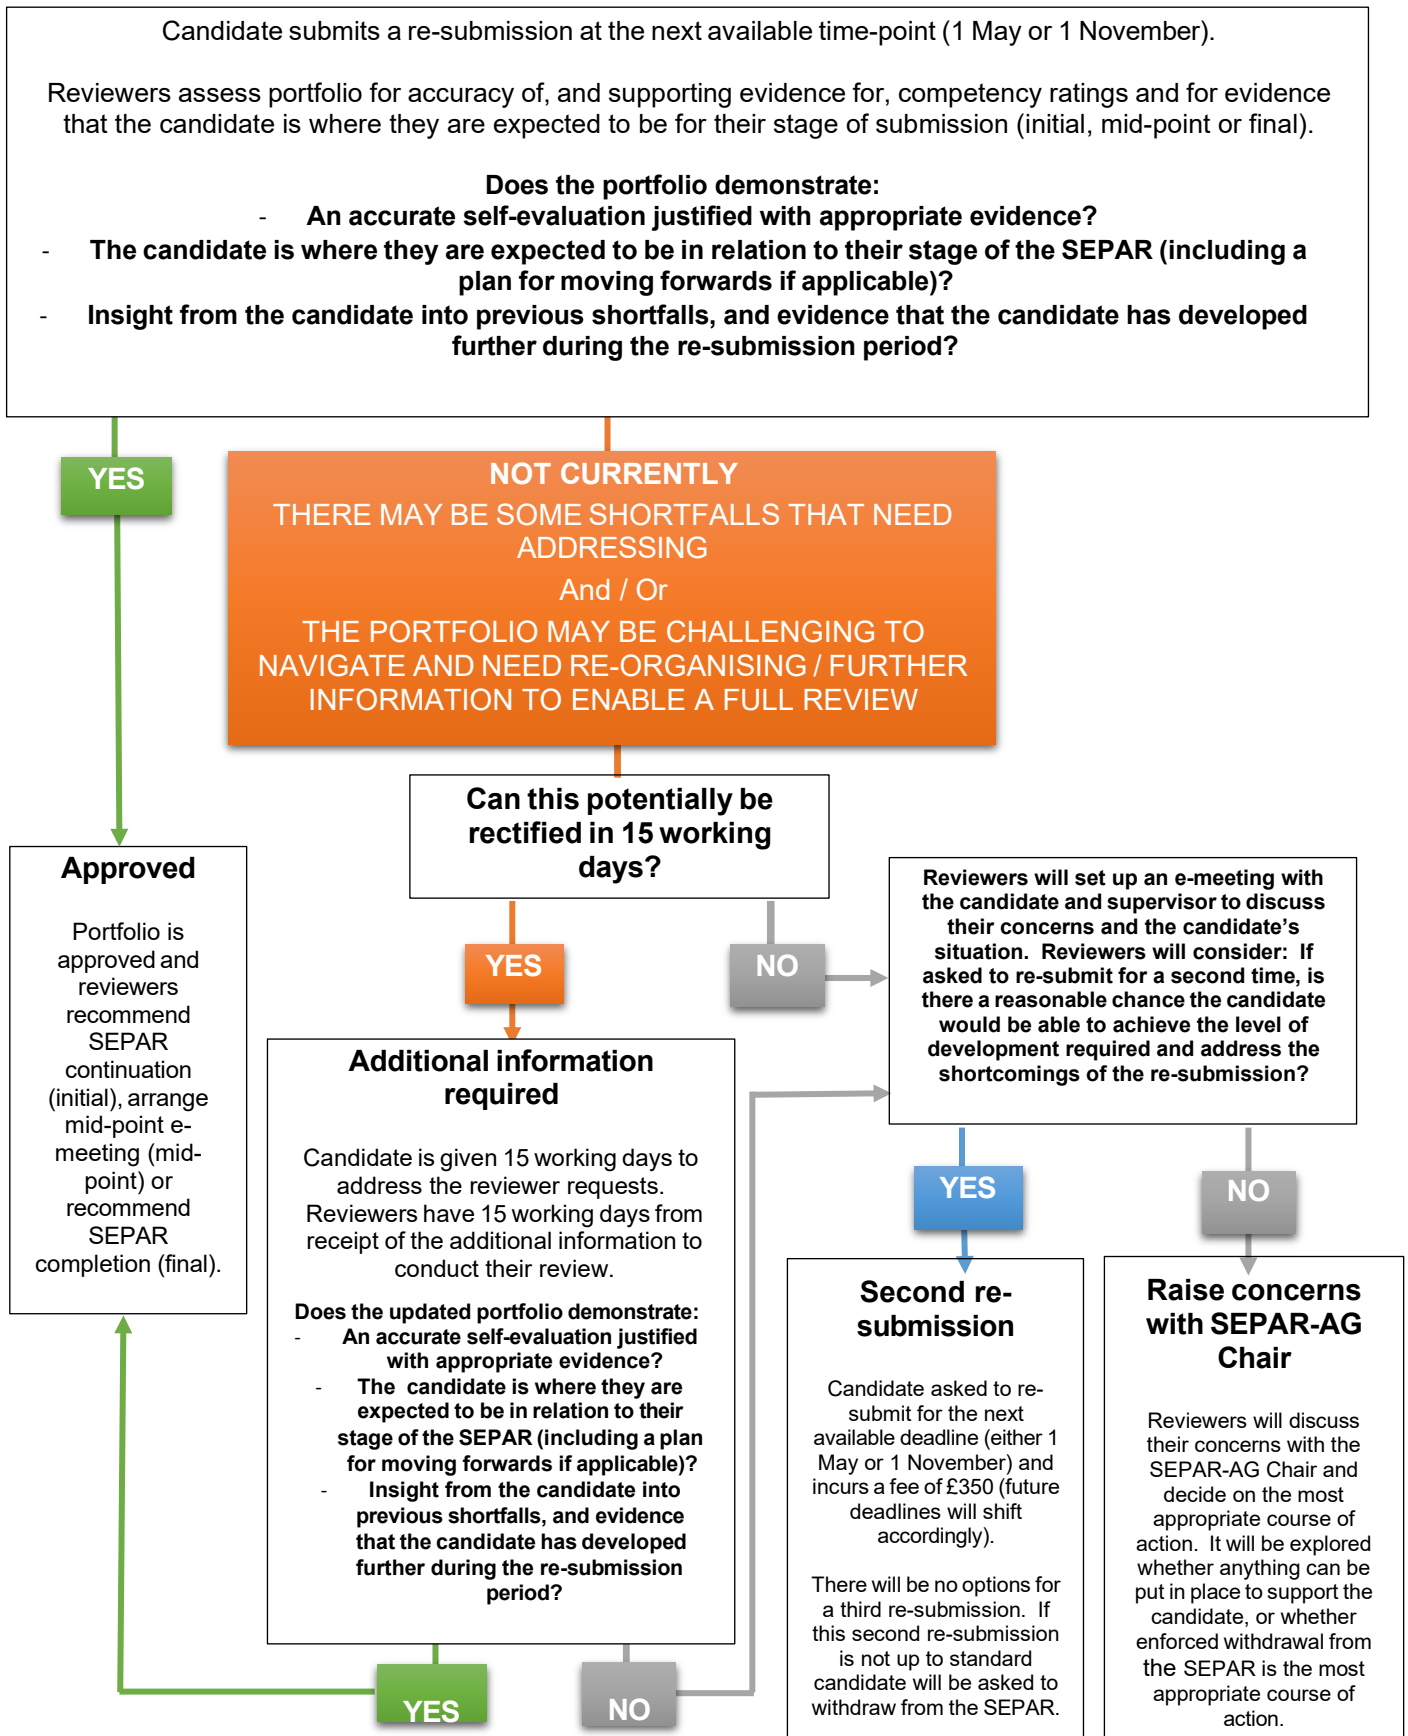 Candidate submits a re-submission at the next available time-point (1 May or 1 November).
Reviewers assess portfolio for accuracy of, and supporting evidence for, competency ratings and for evidence
that the candidate is where they are expected to be for their stage of submission (initial, mid-point or final).
Does the portfolio demonstrate:
- An accurate self-evaluation justified with appropriate evidence?
- The candidate is where they are expected to be in relation to their stage of the SEPAR (including a
plan for moving forwards if applicable)?
- Insight from the candidate into previous shortfalls, and evidence that the candidate has developed
further during the re-submission period?
YES
NOT CURRENTLY
THERE MAY BE SOME SHORTFALLS THAT NEED
ADDRESSING
And / Or
THE PORTFOLIO MAY BE CHALLENGING TO
NAVIGATE AND NEED RE-ORGANISING / FURTHER
INFORMATION TO ENABLE A FULL REVIEW
Can this potentially be
rectified in 15 working
days?
Approved
Portfolio is
approved and
reviewers
recommend
SEPAR
continuation
(initial), arrange
mid-point e-
meeting (mid-
point) or
recommend
SEPAR
completion (final).
YES
NO
Reviewers will set up an e-meeting with
the candidate and supervisor to discuss
their concerns and the candidate's
situation. Reviewers will consider: If
asked to re-submit for a second time, is
there a reasonable chance the candidate
would be able to achieve the level of
development required and address the
shortcomings of the re-submission?
Additional information
required
Candidate is given 15 working days to
address the reviewer requests.
Reviewers have 15 working days from
receipt of the additional information to
conduct their review.
Does the updated portfolio demonstrate:
- An accurate self-evaluation justified
with appropriate evidence?
- The candidate is where they are
expected to be in relation to their
stage of the SEPAR (including a plan
for moving forwards if applicable)?
- Insight from the candidate into
previous shortfalls, and evidence
that the candidate has developed
further during the re-submission
period?
YES
NO
YES
NO
Second re-
submission
Candidate asked to re-
submit for the next
available deadline (either 1
May or 1 November) and
incurs a fee of £350 (future
deadlines will shift
accordingly).
There will be no options for
a third re-submission. If
this second re-submission
is not up to standard
candidate will be asked to
withdraw from the SEPAR.
Raise concerns
with SEPAR-AG
Chair
Reviewers will discuss
their concerns with the
SEPAR-AG Chair and
decide on the most
appropriate course of
action. It will be explored
whether anything can be
put in place to support the
candidate, or whether
enforced withdrawal from
the SEPAR is the most
appropriate course of
action.